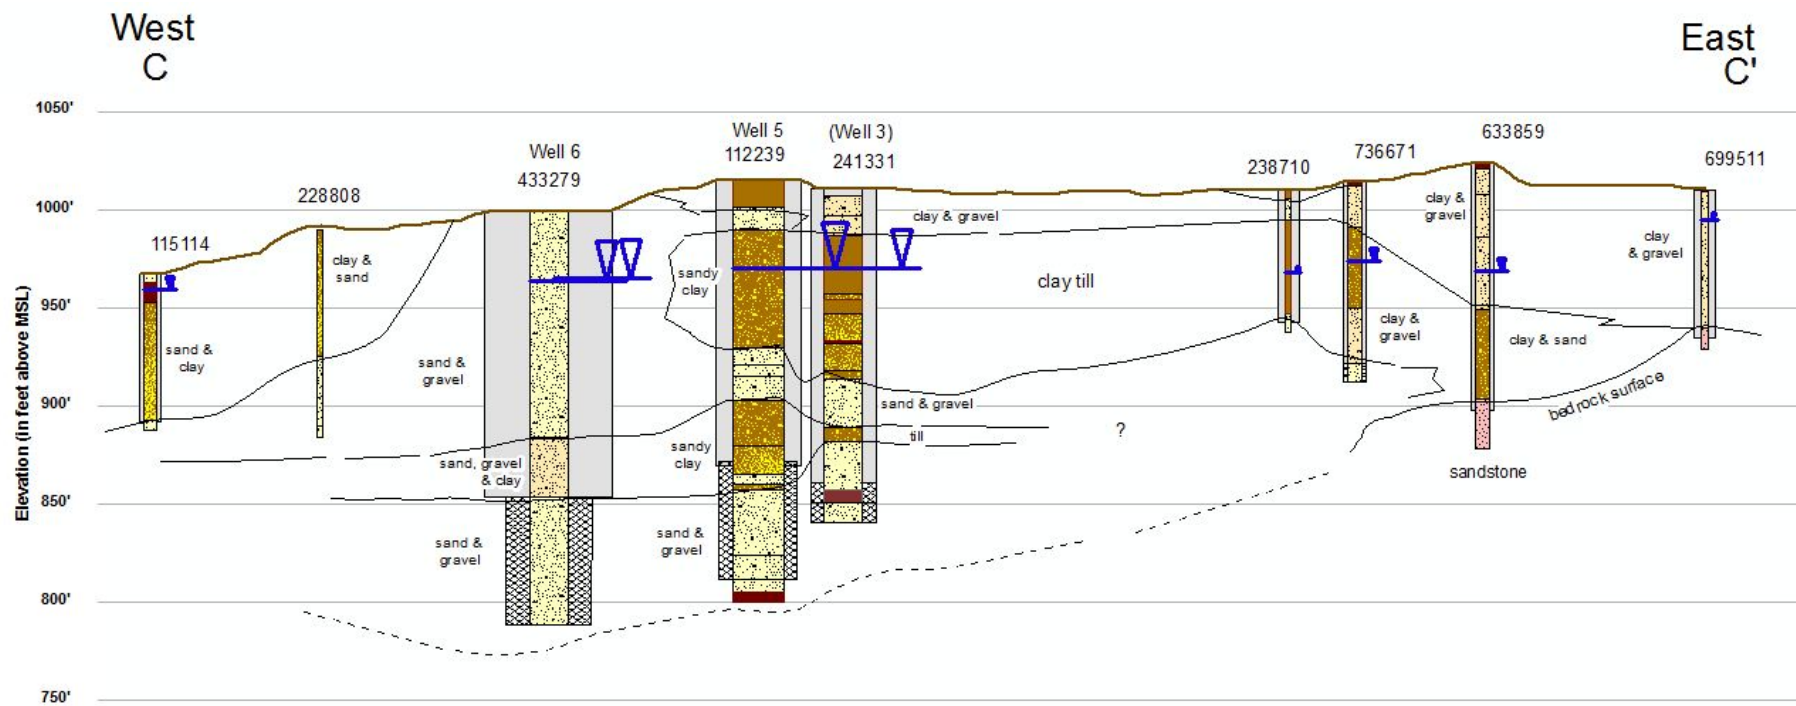 West
C
East
C'
Elevation (in feet above MSL)
1050'
1000'
950'
900'
850'
800'
750'
115114
228808
Well 6
433279
Well 5
112239
(Well 3)
241331
238710
736671
633859
699511
clay &
sand
sand &
clay
sand &
gravel
sand, gravel
& clay
sand &
gravel
sandy
clay
sandy
clay
sand &
gravel
clay & gravel
clay till
sand & gravel
till
?
clay &
gravel
clay &
gravel
clay & sand
clay
& gravel
bedrock surface
sandstone